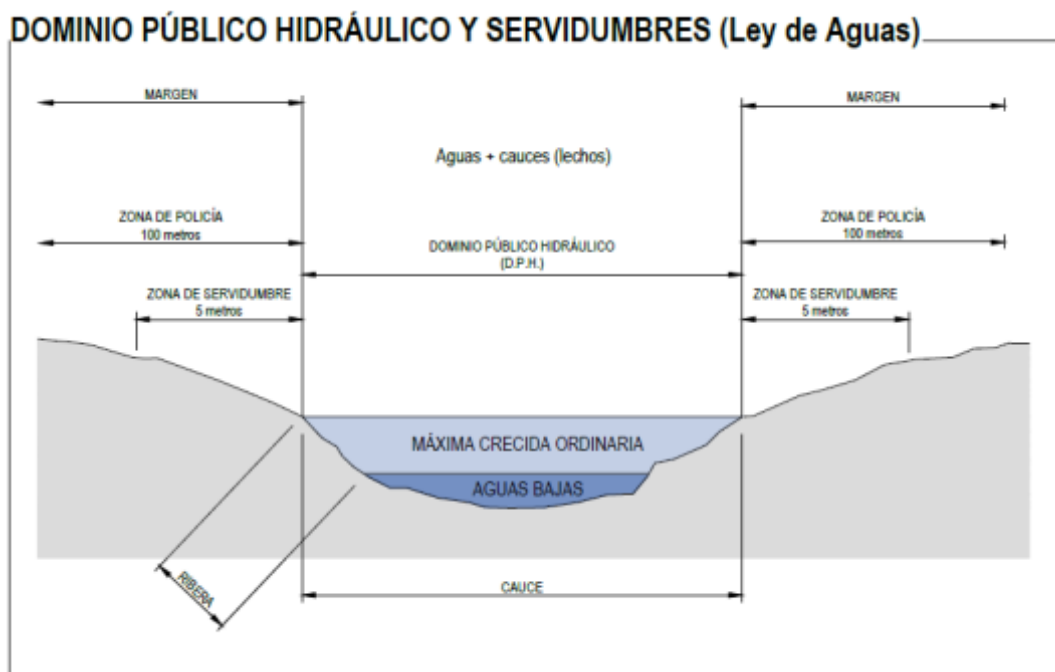 DOMINIO PÚBLICO HIDRÁULICO Y SERVIDUMBRES (Ley de Aguas)
MARGEN
MARGEN
Aguas + cauces (lechos)
ZONA DE POLICÍA
100 metros
ZONA DE POLICÍA
100 metros
DOMINIO PÚBLICO HIDRÁULICO
(D.P.H.)
ZONA DE SERVIDUMBRE
5 metros
ZONA DE SERVIDUMBRE
5 metros
MÁXIMA CRECIDA ORDINARIA
AGUAS BAJAS
RIBERA
CAUCE